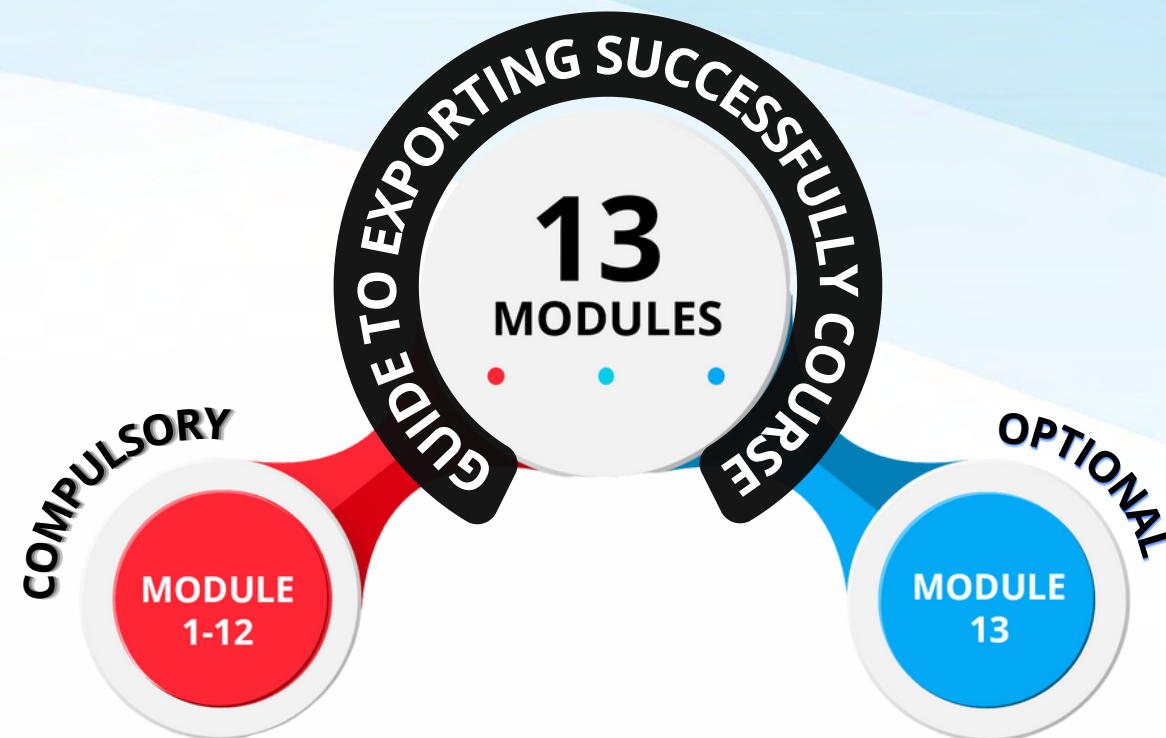 GUIDE TO EXPORTING SUCCESSFULLY COURSE
13
MODULES
COMPULSORY
MODULE
1-12
OPTIONAL
MODULE
13